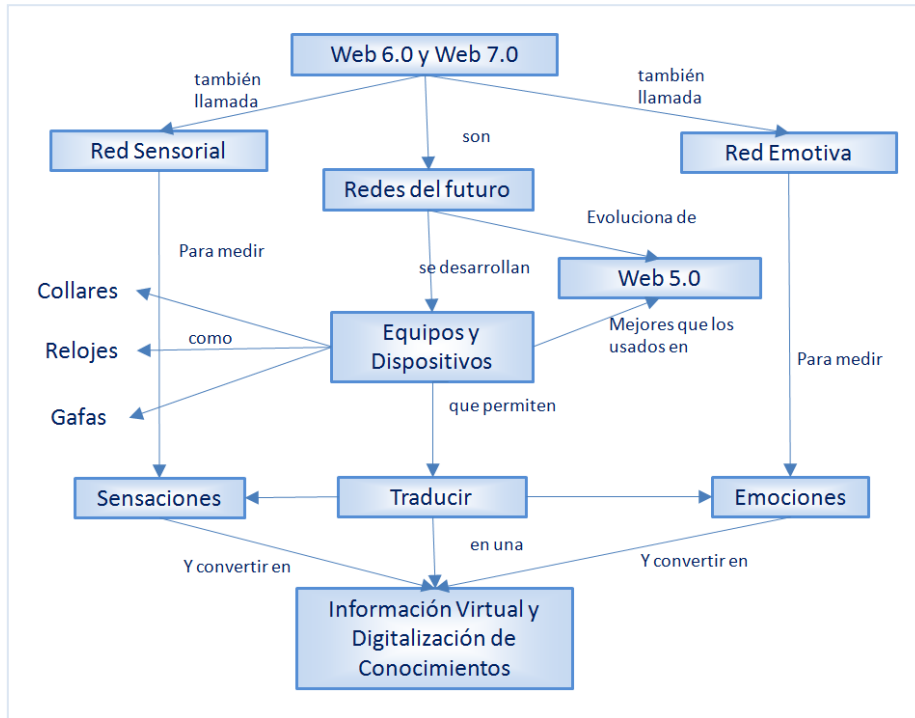 Web 6.0 y Web 7.0
también
llamada
también
llamada
Red Sensorial
son
Red Emotiva
Redes del futuro
Evoluciona de
Para medir
se desarrollan
Web 5.0
Collares
Equipos y
Dispositivos
Mejores que los
usados en
como
Relojes
Para medir
Gafas
que permiten
Sensaciones
Traducir
Emociones
en una
Y convertir en
Y convertir en
Información Virtual y
Digitalización de
Conocimientos